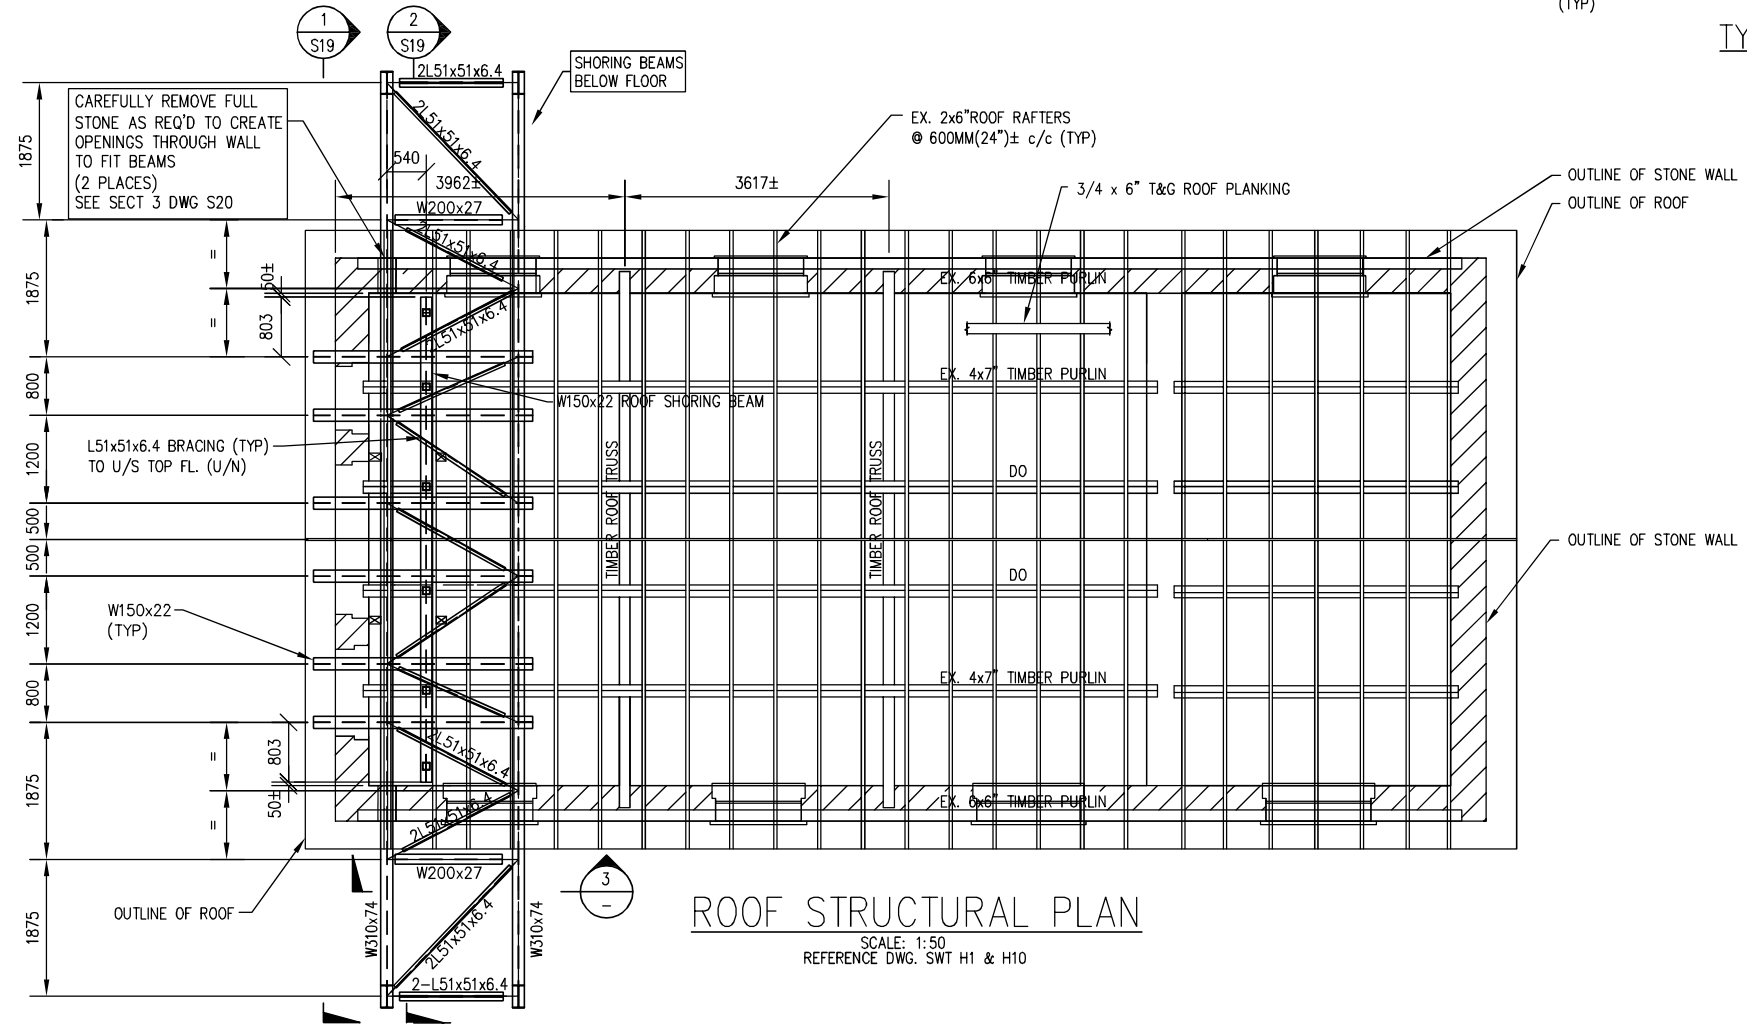 (TYP)
TY
1
S19
2
S19
2L51x51x6.4
SHORING BEAMS
BELOW FLOOR
CAREFULLY REMOVE FULL
STONE AS REQ'D TO CREATE
OPENINGS THROUGH WALL
TO FIT BEAMS
(2 PLACES)
SEE SECT 3 DWG S20
2L51x51x6.4
EX. 2x6"ROOF RAFTERS
@ 600MM(24")± c/c (TYP)
1875
540
3962±
3617±
3/4 x 6" T&G ROOF PLANKING
OUTLINE OF STONE WALL
OUTLINE OF ROOF
W200x27
2L51x51x6.4
=
1875
50±
EX. 6x6" TIMBER PURLIN
=
803
2L51x51x6.4
800
EX. 4x7" TIMBER PURLIN
W150x22 ROOF SHORING BEAM
L51x51x6.4 BRACING (TYP)
TO U/S TOP FL. (U/N)
1200
TIMBER ROOF TRUSS
TIMBER ROOF TRUSS
DO
500
500
OUTLINE OF STONE WALL
DO
W150x22
(TYP)
1200
800
EX. 4x7" TIMBER PURLIN
=
803
2L51x51x6.4
1875
50±
=
2L51x51x6.4
EX. 6x6" TIMBER PURLIN
W200x27
3
-
OUTLINE OF ROOF
1875
W310x74
2L51x51x6.4
W310x74
2-L51x51x6.4
ROOF STRUCTURAL PLAN
SCALE: 1:50
REFERENCE DWG. SWT H1 & H10